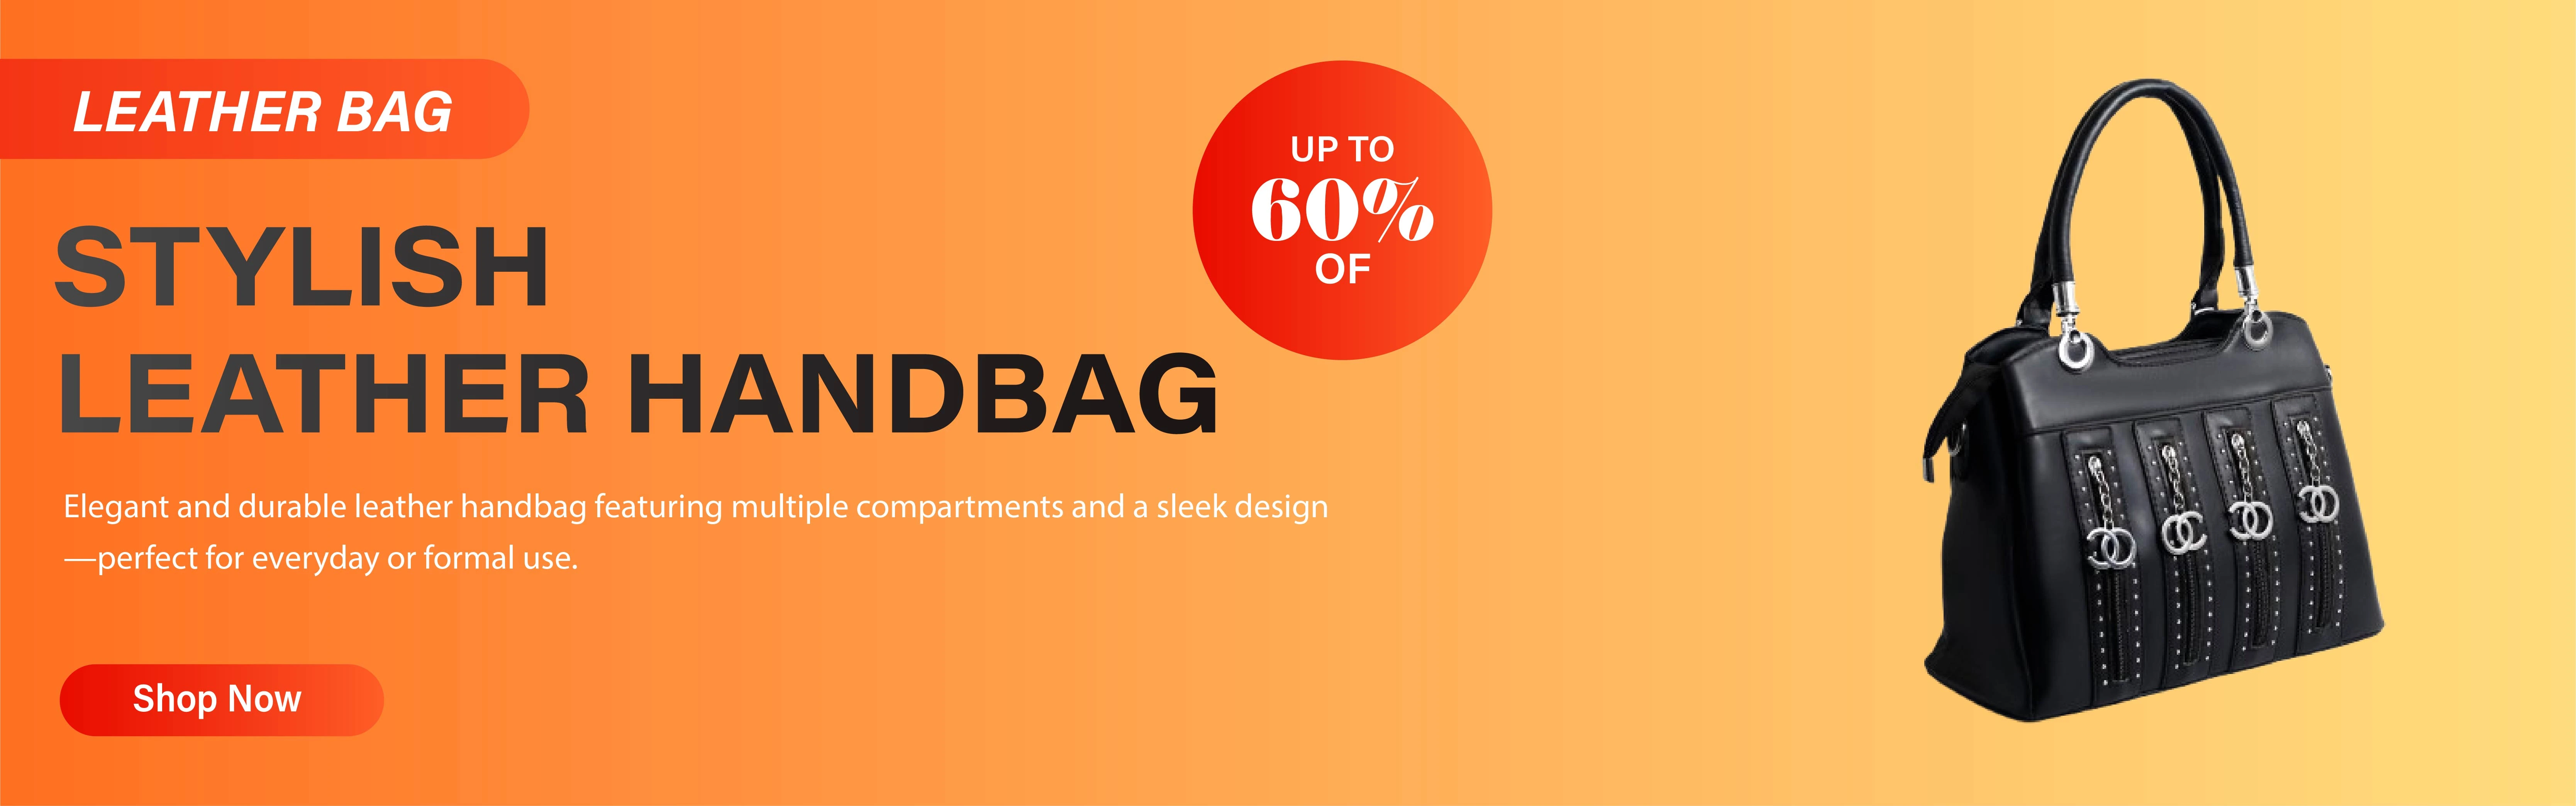 LEATHER BAG
STYLISH
LEATHER HANDBAG
UP TO
60%
OF
Elegant and durable leather handbag featuring multiple compartments and a sleek design
—perfect for everyday or formal use.
Shop Now